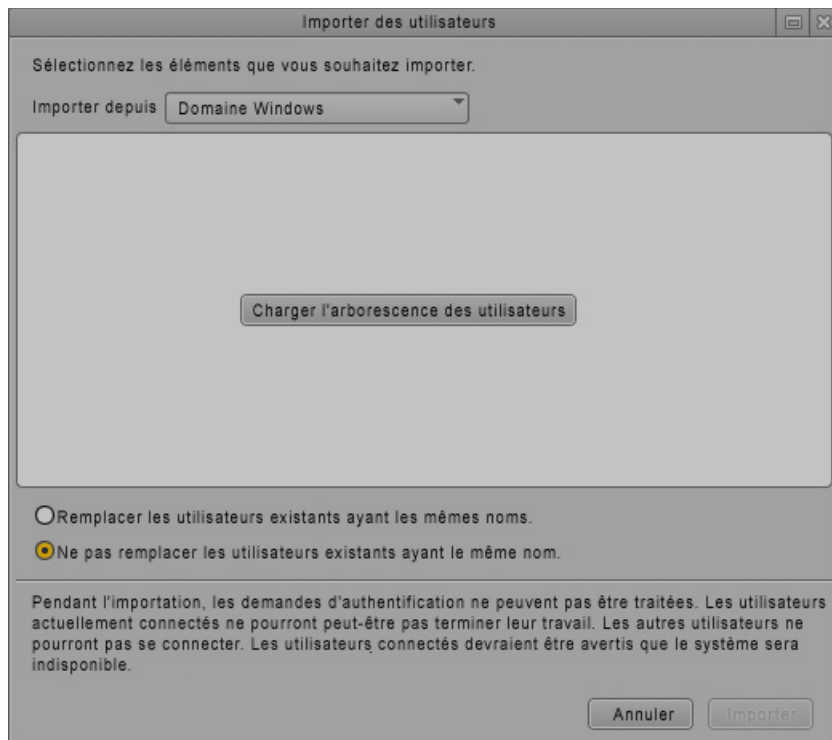 Importer des utilisateurs
Sélectionnez les éléments que vous souhaitez importer.
Importer depuis Domaine Windows
Charger l'arborescence des utilisateurs
Remplacer les utilisateurs existants ayant les mêmes noms.
Ne pas remplacer les utilisateurs existants ayant le même nom.
Pendant l'importation, les demandes d'authentification ne peuvent pas être traitées. Les utilisateurs
actuellement connectés ne pourront peut-être pas terminer leur travail. Les autres utilisateurs ne
pourront pas se connecter. Les utilisateurs connectés devraient être avertis que le système sera
indisponible.
Annuler Importer